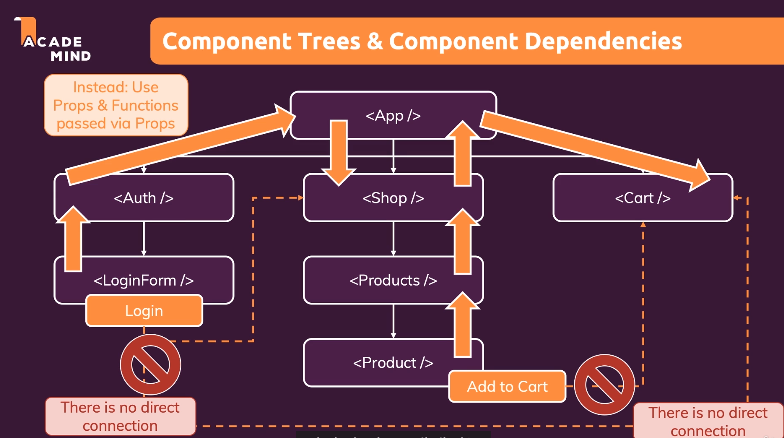 ACADE
MIND
Component Trees & Component Dependencies
Instead: Use
Props & Functions
passed via Props
<App />
<Auth />
<Shop />
<Cart />
<LoginForm />
<Products />
Login
<Product />
Add to Cart
There is no direct
connection
There is no direct
connection